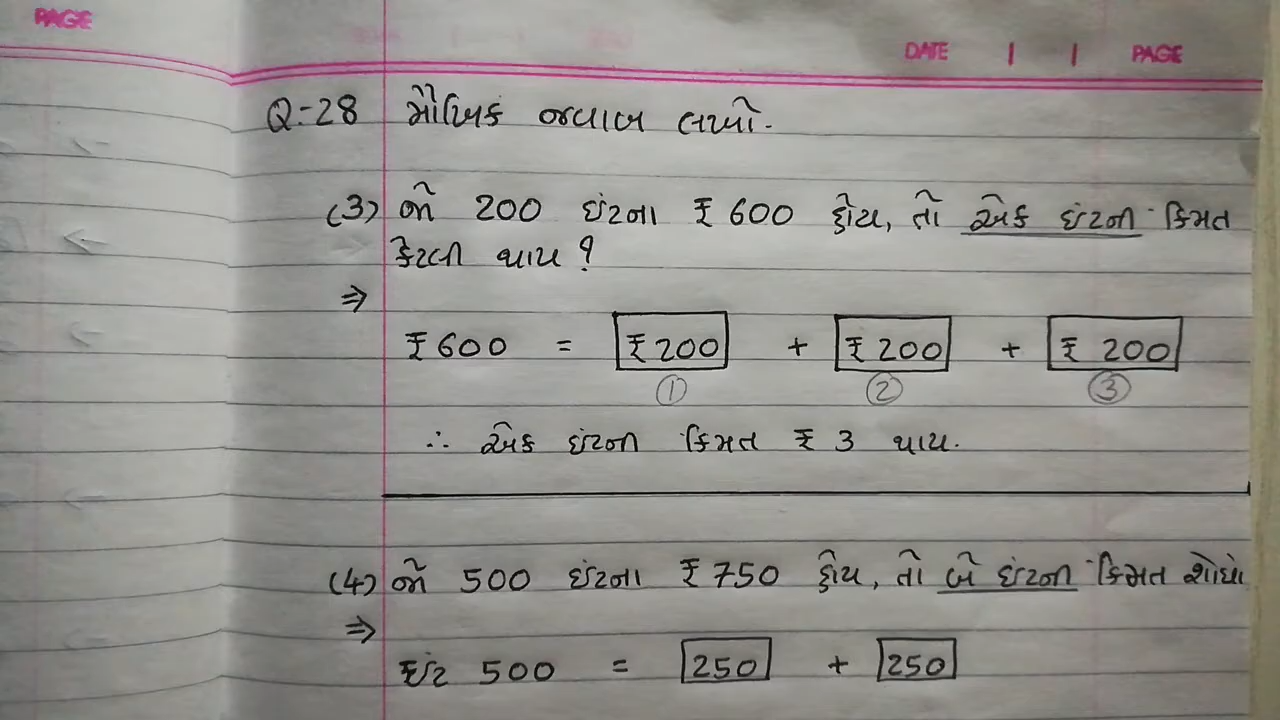 PAGE
DATE | | PAGE
Q-28 મૌખિક જવાબ લખો.
(3) જો 200 ઈંટના ₹ 600 હોય, તો એક ઈંટની કિંમત
કેટલી થાય ?
⇒
₹ 600 = ₹ 200 + ₹ 200 + ₹ 200
① ② ③
∴ એક ઈંટની કિંમત ₹ 3 થાય.
(4) જો 500 ઈંટના ₹ 750 હોય, તો બે ઈંટની કિંમત શોધો
⇒
ઈંટ 500 = 250 + 250